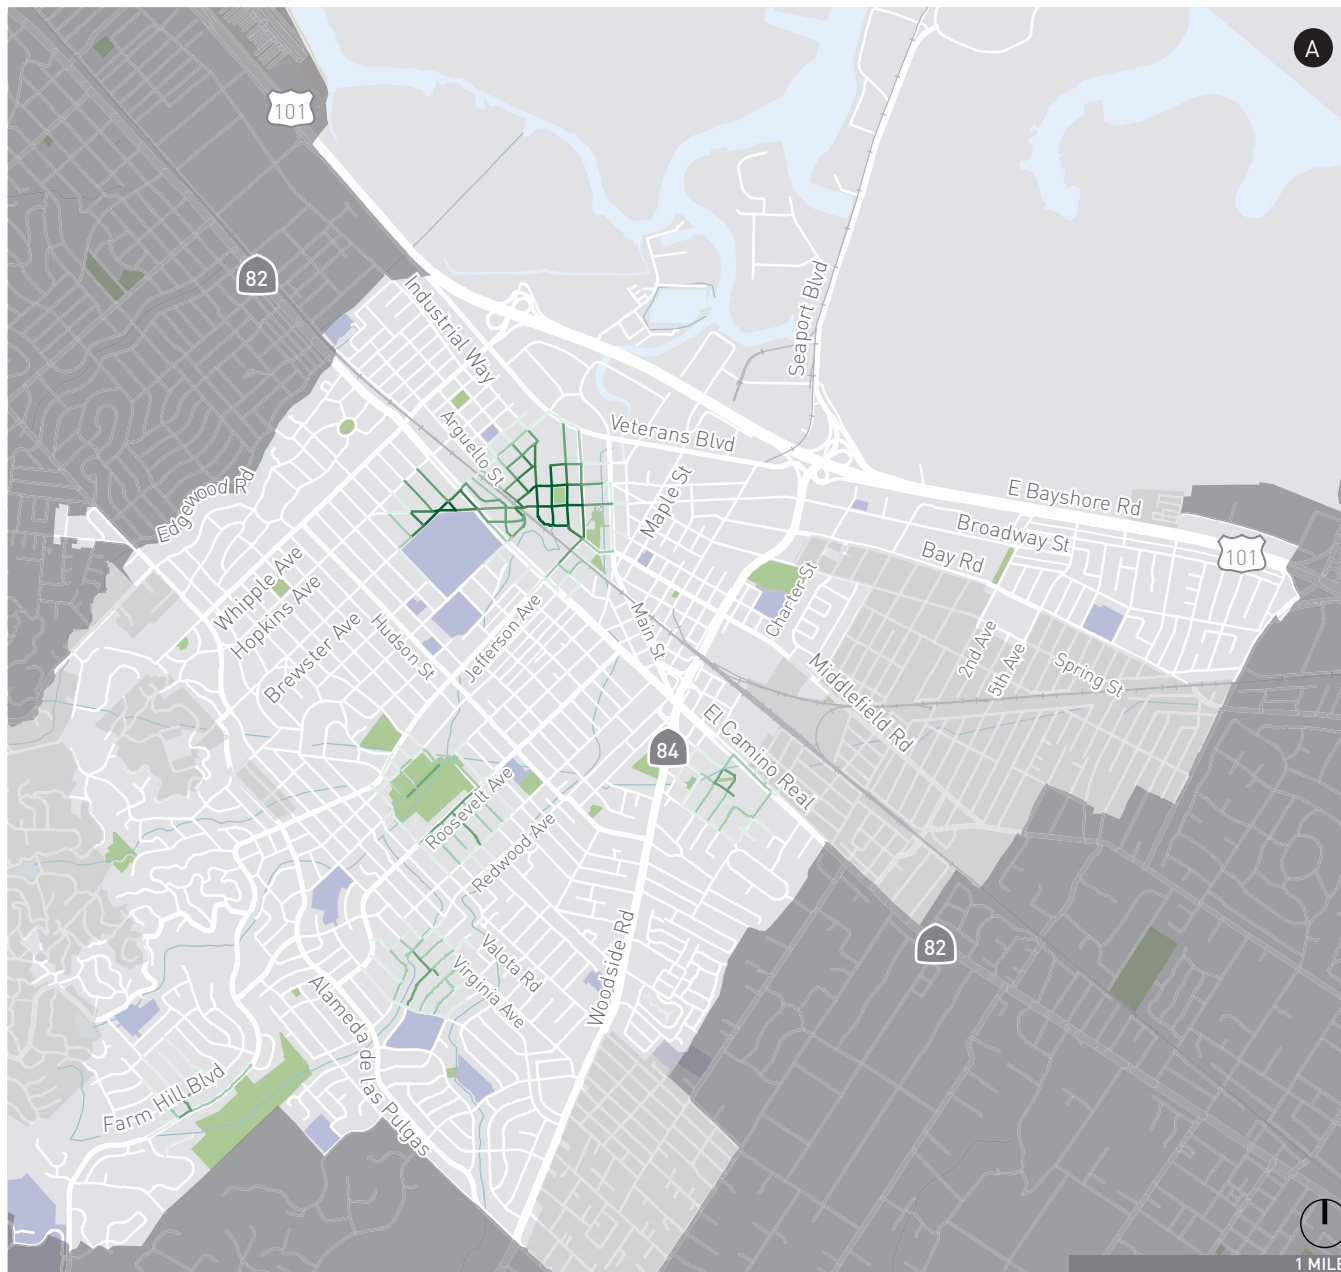 A
101
82
Industrial Way
Seaport Blvd
Arguello St
Veterans Blvd
Maple St
E Bayshore Rd
Edgewood R
Broadway St
Bay Rd
101
Whipple Ave
Hopkins Ave
Brewster Ave
Hudson St
Jefferson Ave
Main St
Charter St
2nd Ave
5th Ave
Spring St
Middlefield Rd
El Camino Real
84
Roosevelt Ave
Redwood Ave
Valota Rd
Virginia Ave
Woodside Rd
82
Alameda de las Pulgas
Farm Hill Blvd
1 MILE